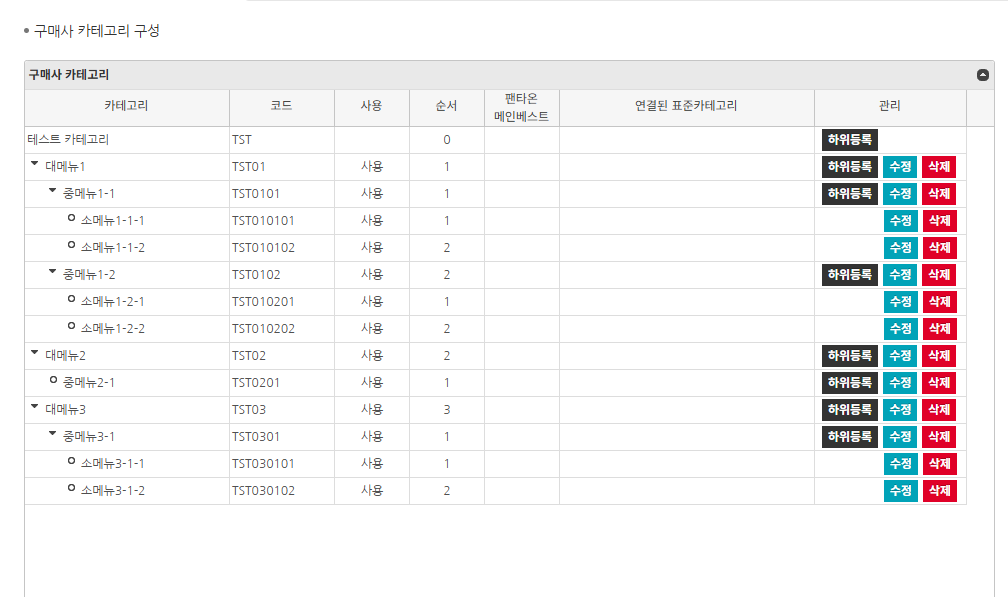 구매사 카테고리 구성
구매사 카테고리
카테고리 코드 사용 순서 팬타온 메인베스트 연결된 표준카테고리 관리
테스트 카테고리 TST 0 하위등록
대메뉴1 TST01 사용 1 하위등록 수정 삭제
중메뉴1-1 TST0101 사용 1 하위등록 수정 삭제
소메뉴1-1-1 TST010101 사용 1 수정 삭제
소메뉴1-1-2 TST010102 사용 2 수정 삭제
중메뉴1-2 TST0102 사용 2 하위등록 수정 삭제
소메뉴1-2-1 TST010201 사용 1 수정 삭제
소메뉴1-2-2 TST010202 사용 2 수정 삭제
대메뉴2 TST02 사용 2 하위등록 수정 삭제
중메뉴2-1 TST0201 사용 1 하위등록 수정 삭제
대메뉴3 TST03 사용 3 하위등록 수정 삭제
중메뉴3-1 TST0301 사용 1 하위등록 수정 삭제
소메뉴3-1-1 TST030101 사용 1 수정 삭제
소메뉴3-1-2 TST030102 사용 2 수정 삭제